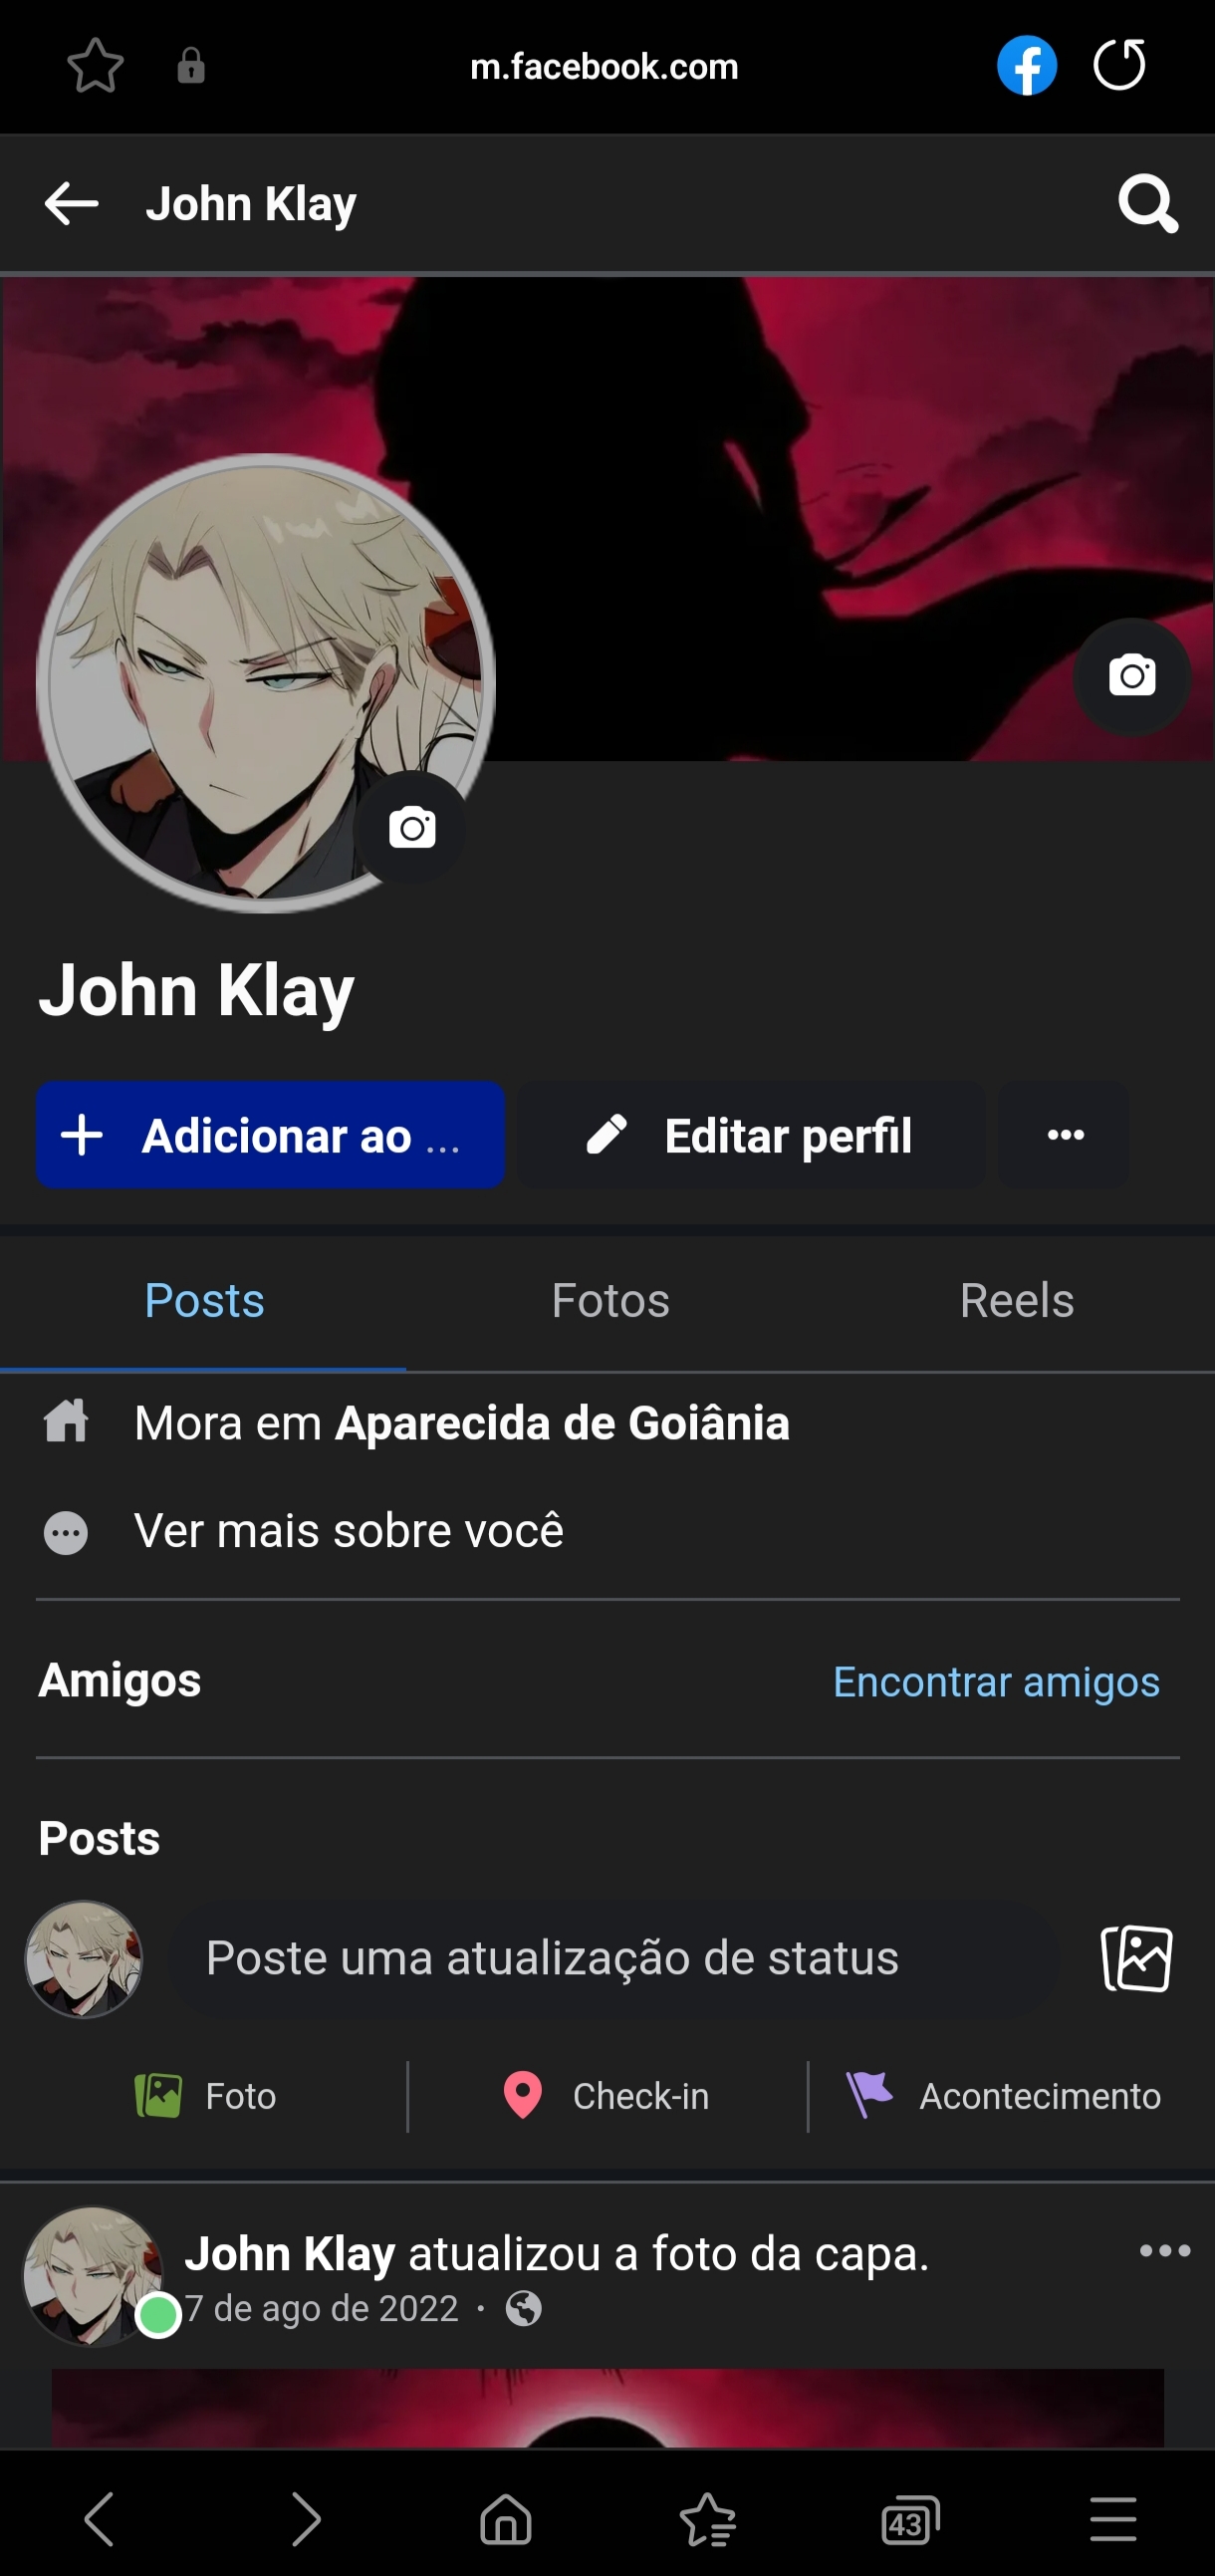 m.facebook.com
John Klay
John Klay
Adicionar ao ...
Editar perfil
Posts
Fotos
Reels
Mora em Aparecida de Goiânia
Ver mais sobre você
Amigos
Encontrar amigos
Posts
Poste uma atualização de status
Foto
Check-in
Acontecimento
John Klay atualizou a foto da capa.
7 de ago de 2022 ·
43